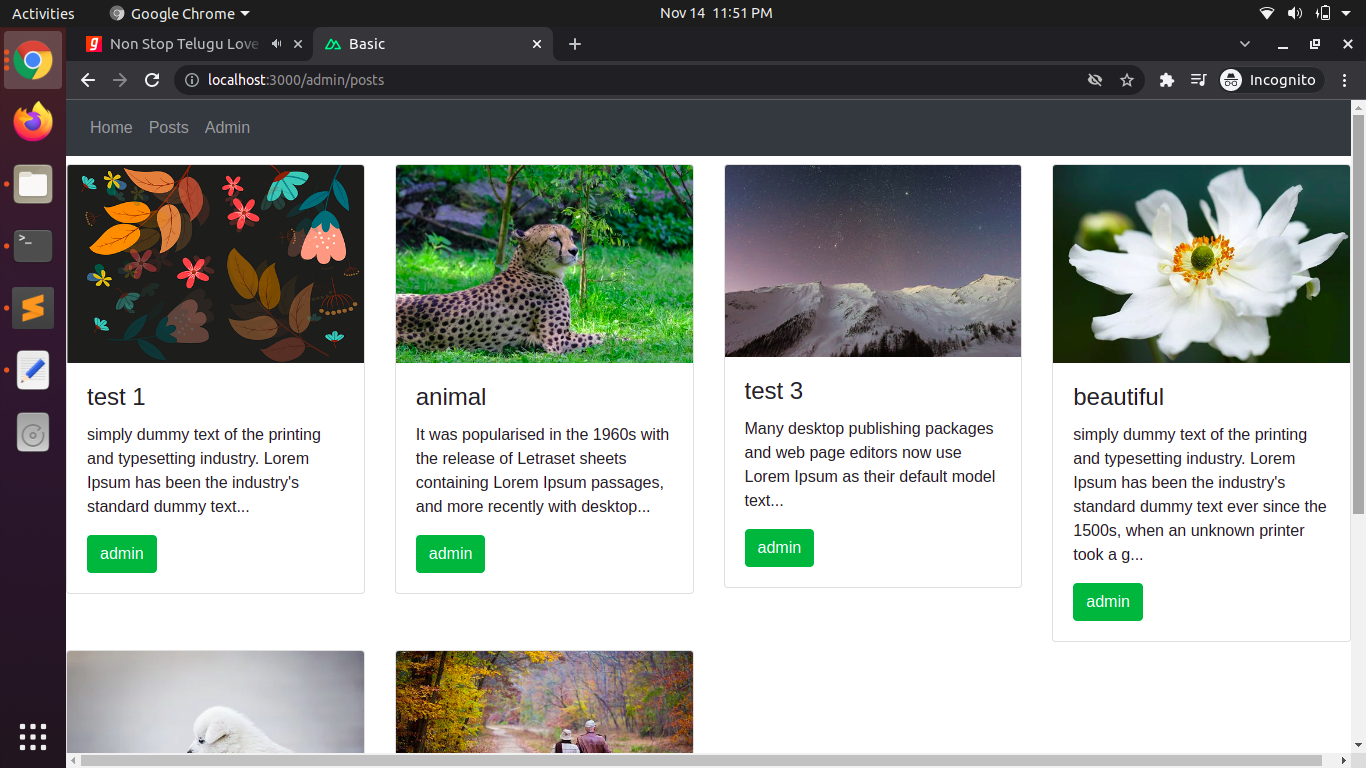 Activities
Google Chrome
Nov 14 11:51 PM
Non Stop Telugu Love
Basic
localhost:3000/admin/posts
Incognito
Home
Posts
Admin
test 1
simply dummy text of the printing
and typesetting industry. Lorem
Ipsum has been the industry's
standard dummy text...
admin
animal
It was popularised in the 1960s with
the release of Letraset sheets
containing Lorem Ipsum passages,
and more recently with desktop...
admin
test 3
Many desktop publishing packages
and web page editors now use
Lorem Ipsum as their default model
text...
admin
beautiful
simply dummy text of the printing
and typesetting industry. Lorem
Ipsum has been the industry's
standard dummy text ever since the
1500s, when an unknown printer
took a g...
admin